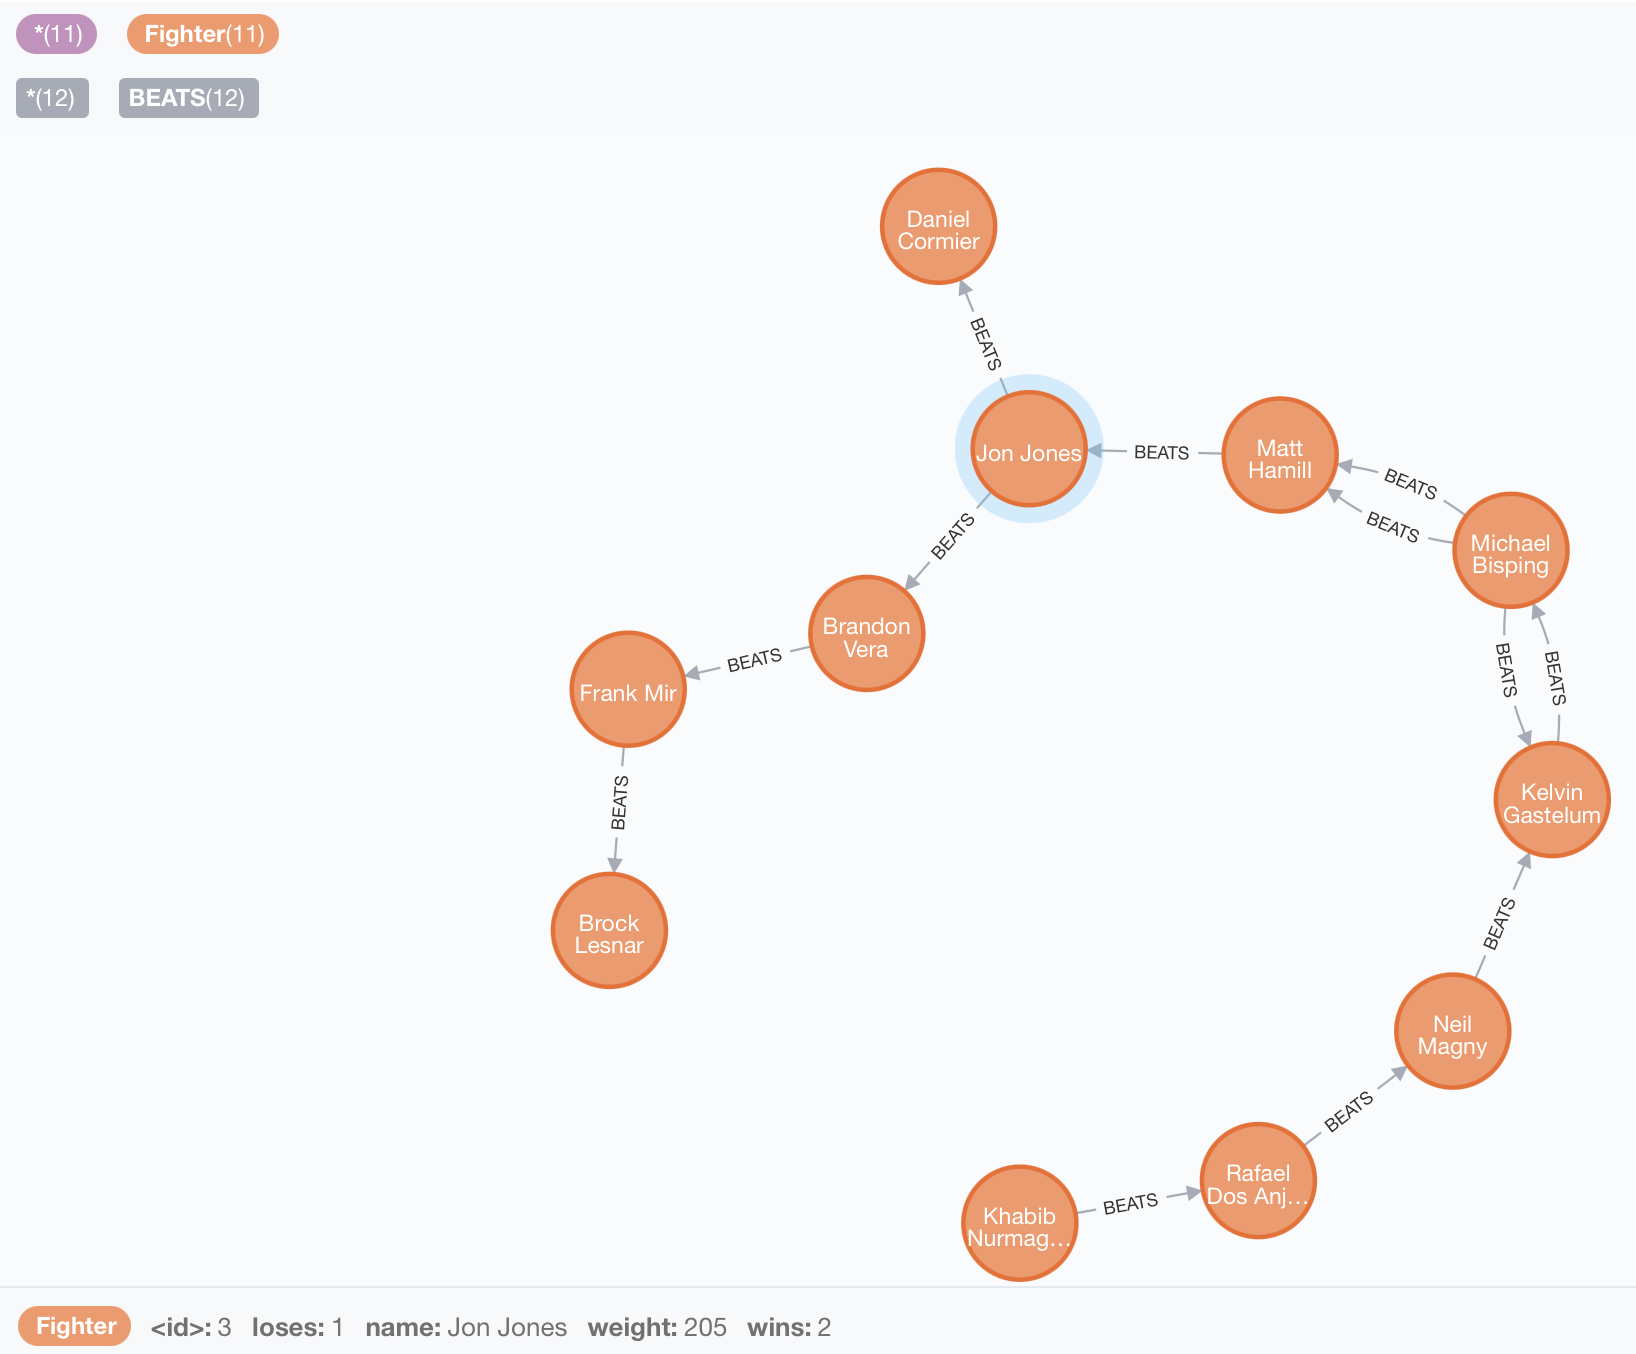 *(11) Fighter(11)
*(12) BEATS(12)
Daniel
Cormier
BEATS
Jon Jones
BEATS
Matt
Hamill
BEATS
BEATS
Michael
Bisping
BEATS
Brandon
Vera
BEATS
Frank Mir
BEATS
BEATS
BEATS
Kelvin
Gastelum
Brock
Lesnar
BEATS
Neil
Magny
BEATS
Rafael
Dos Anj...
BEATS
Khabib
Nurmag...
Fighter <id>: 3 loses: 1 name: Jon Jones weight: 205 wins: 2